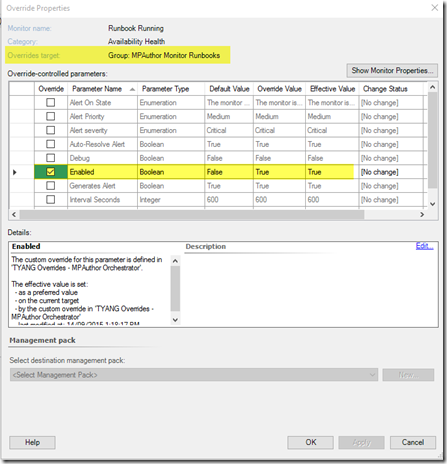 Override Properties
Monitor name: Runbook Running
Category: Availability Health
Overrides target: Group: MPAuthor Monitor Runbooks
Show Monitor Properties...
Override-controlled parameters:
Override Parameter Name Parameter Type Default Value Override Value Effective Value Change Status
Alert On State Enumeration The monitor ... The monitor is... The monitor is... [No change]
Alert Priority Enumeration Medium Medium Medium [No change]
Alert severity Enumeration Critical Critical Critical [No change]
Auto-Resolve Alert Boolean True True True [No change]
Debug Boolean False False False [No change]
Enabled Boolean False True True [No change]
Generates Alert Boolean True True True [No change]
Interval Seconds Integer 600 600 600 [No change]
Details:
Enabled Description Edit...
The custom override for this parameter is defined in
'TYANG Overrides - MPAuthor Orchestrator'.
The effective value is set:
- as a preferred value
- on the current target
- by the custom override in 'TYANG Overrides -
MPAuthor Orchestrator'
last modified at: 14/09/2015 1:18:17 PM
Management pack
Select destination management pack:
<Select Management Pack> New...
Help OK Apply Cancel